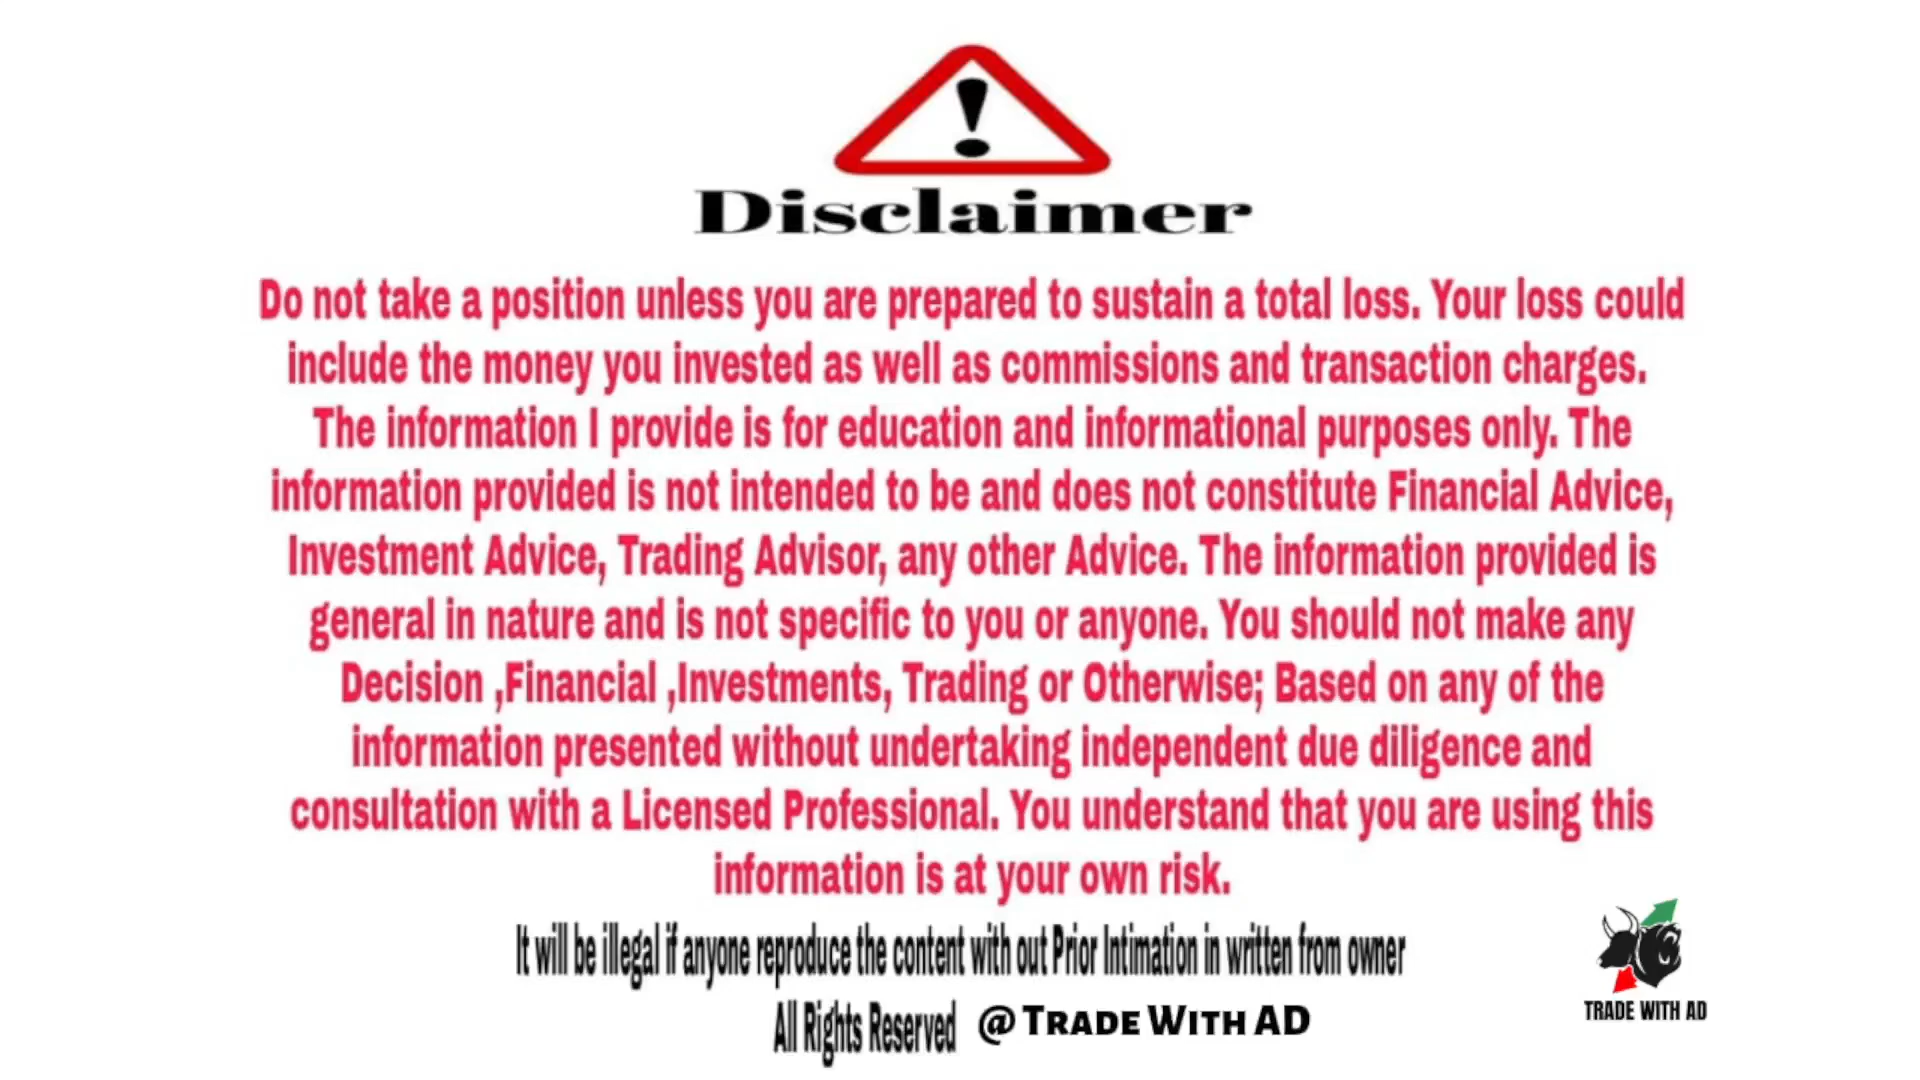 !
Disclaimer
Do not take a position unless you are prepared to sustain a total loss. Your loss could
include the money you invested as well as commissions and transaction charges.
The information I provide is for education and informational purposes only. The
information provided is not intended to be and does not constitute Financial Advice,
Investment Advice, Trading Advisor, any other Advice. The information provided is
general in nature and is not specific to you or anyone. You should not make any
Decision ,Financial ,Investments, Trading or Otherwise; Based on any of the
information presented without undertaking independent due diligence and
consultation with a Licensed Professional. You understand that you are using this
information is at your own risk.
It will be illegal if anyone reproduce the content with out Prior Intimation in written from owner
All Rights Reserved @ Trade With AD
TRADE WITH AD